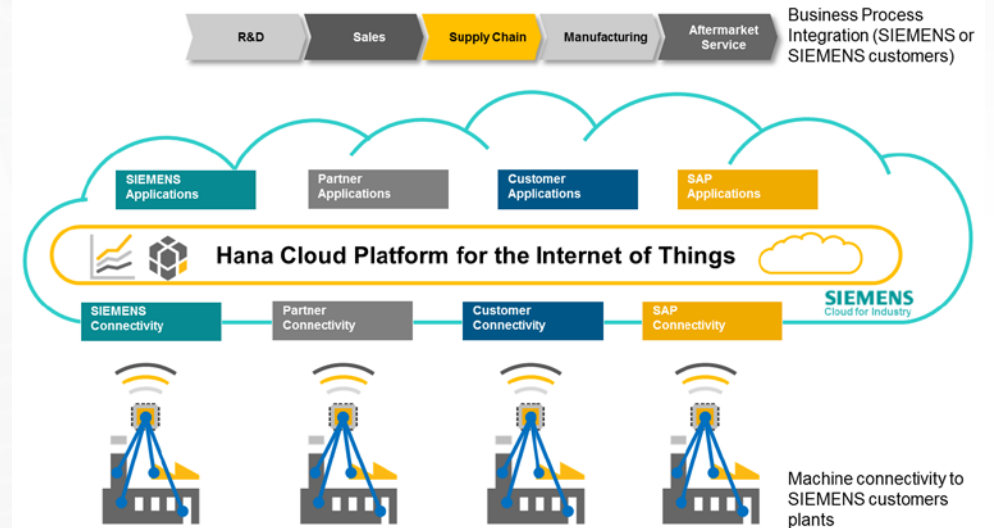 R&D
Sales
Supply Chain
Manufacturing
Aftermarket
Service
Business Process
Integration (SIEMENS or
SIEMENS customers)
SIEMENS
Applications
Partner
Applications
Customer
Applications
SAP
Applications
Hana Cloud Platform for the Internet of Things
SIEMENS
Cloud for Industry
SIEMENS
Connectivity
Partner
Connectivity
Customer
Connectivity
SAP
Connectivity
Machine connectivity to
SIEMENS customers
plants